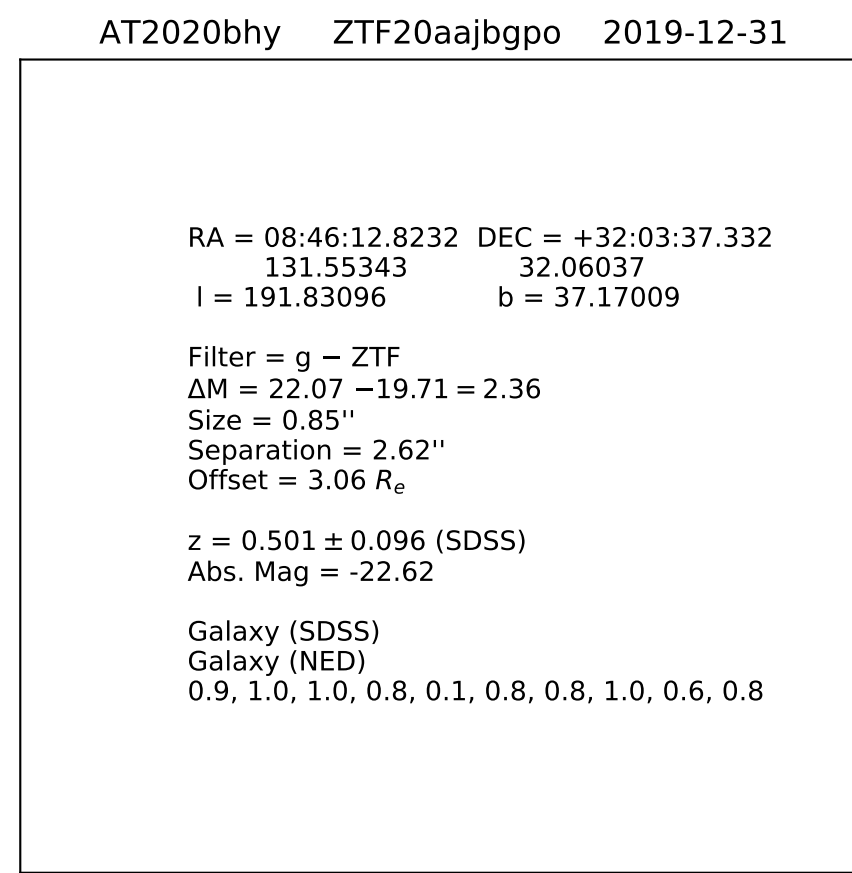 AT2020bhy ZTF20aajbgpo 2019-12-31
RA = 08:46:12.8232 DEC = +32:03:37.332
131.55343 32.06037
l = 191.83096 b = 37.17009
Filter = g − ZTF
ΔM = 22.07 −19.71 = 2.36
Size = 0.85''
Separation = 2.62''
Offset = 3.06 Rₑ
z = 0.501 ± 0.096 (SDSS)
Abs. Mag = -22.62
Galaxy (SDSS)
Galaxy (NED)
0.9, 1.0, 1.0, 0.8, 0.1, 0.8, 0.8, 1.0, 0.6, 0.8